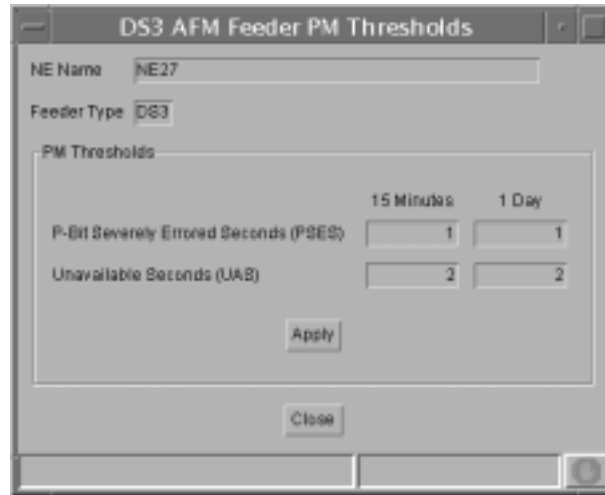 DS3 AFM Feeder PM Thresholds
NE Name NE27
Feeder Type DS3
PM Thresholds
15 Minutes 1 Day
P-Bit Severely Errored Seconds (PSES) 1 1
Unavailable Seconds (UAS) 2 2
Apply
Close